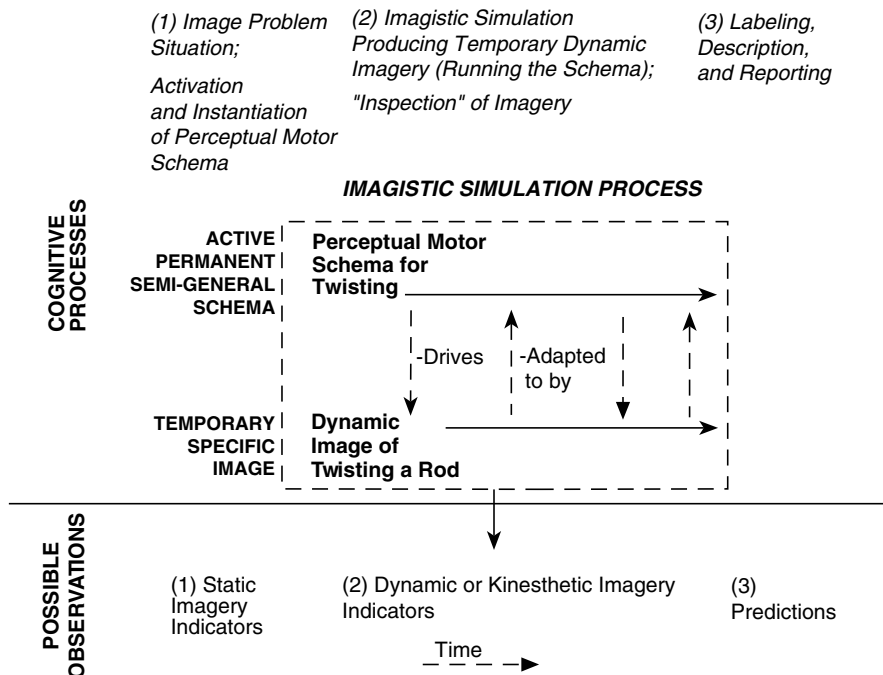 (1) Image Problem
Situation;
Activation
and Instantiation
of Perceptual Motor
Schema
(2) Imagistic Simulation
Producing Temporary Dynamic
Imagery (Running the Schema);
"Inspection" of Imagery
(3) Labeling,
Description,
and Reporting
IMAGISTIC SIMULATION PROCESS
COGNITIVE
PROCESSES
ACTIVE
PERMANENT
SEMI-GENERAL
SCHEMA
Perceptual Motor
Schema for
Twisting
-Drives
-Adapted
to by
TEMPORARY
SPECIFIC
IMAGE
Dynamic
Image of
Twisting a Rod
POSSIBLE
OBSERVATIONS
(1) Static
Imagery
Indicators
(2) Dynamic or Kinesthetic Imagery
Indicators
(3)
Predictions
Time